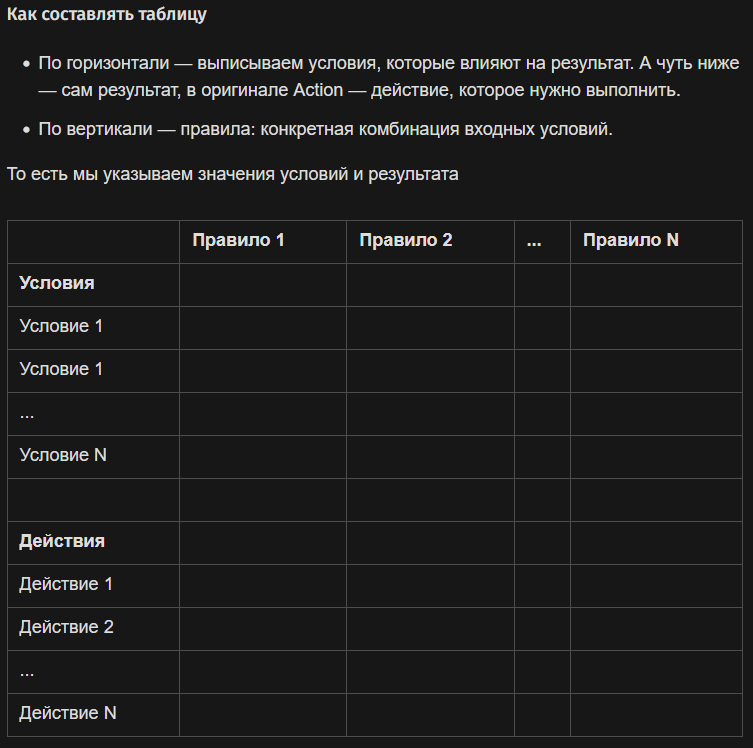 Как составлять таблицу
• По горизонтали — выписываем условия, которые влияют на результат. А чуть ниже
— сам результат, в оригинале Action — действие, которое нужно выполнить.
• По вертикали — правила: конкретная комбинация входных условий.
То есть мы указываем значения условий и результата
Правило 1 Правило 2 ... Правило N
Условия
Условие 1
Условие 1
...
Условие N
Действия
Действие 1
Действие 2
...
Действие N